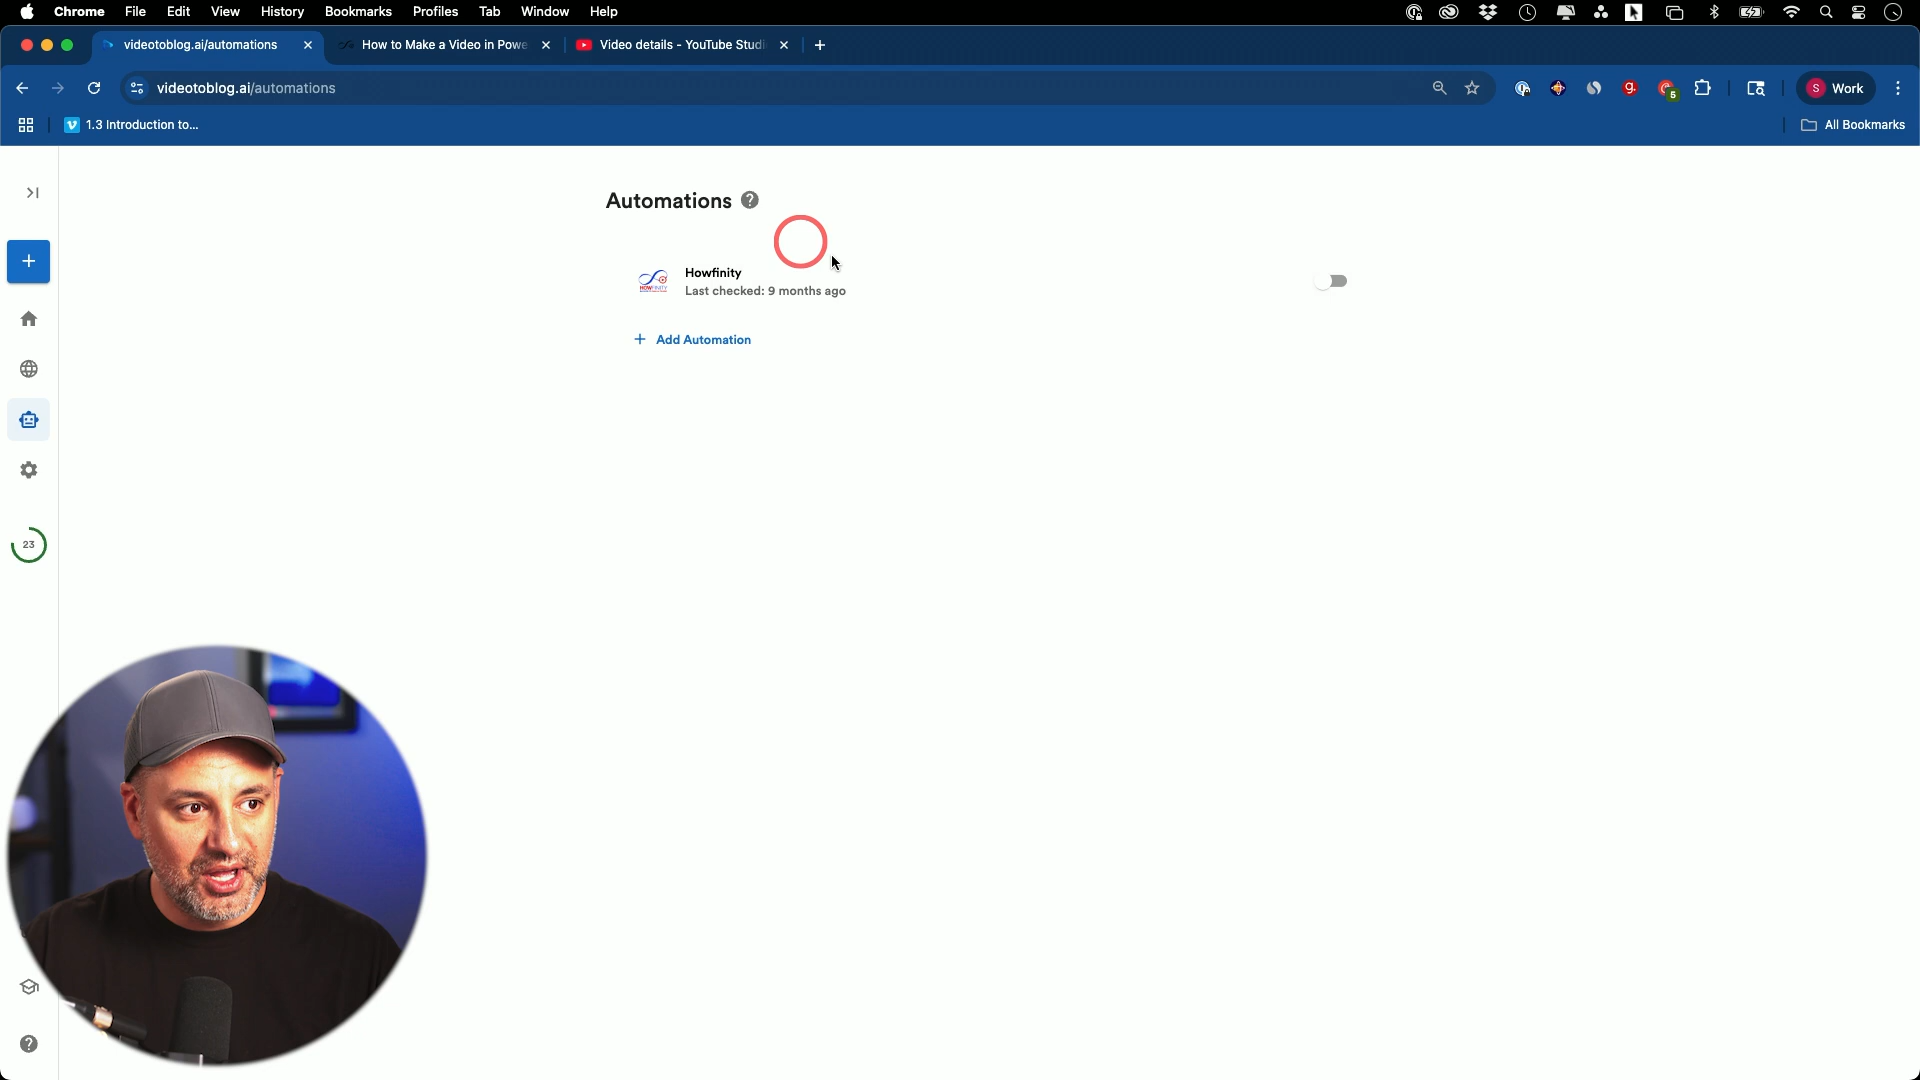 Chrome File Edit View History Bookmarks Profiles Tab Window Help
videotoblog.ai/automations
How to Make a Video in Powe
Video details - YouTube Studi
videotoblog.ai/automations
g.
5
S Work
1.3 Introduction to...
All Bookmarks
Automations
Howfinity
Last checked: 9 months ago
HOWFINITY
+ Add Automation
23